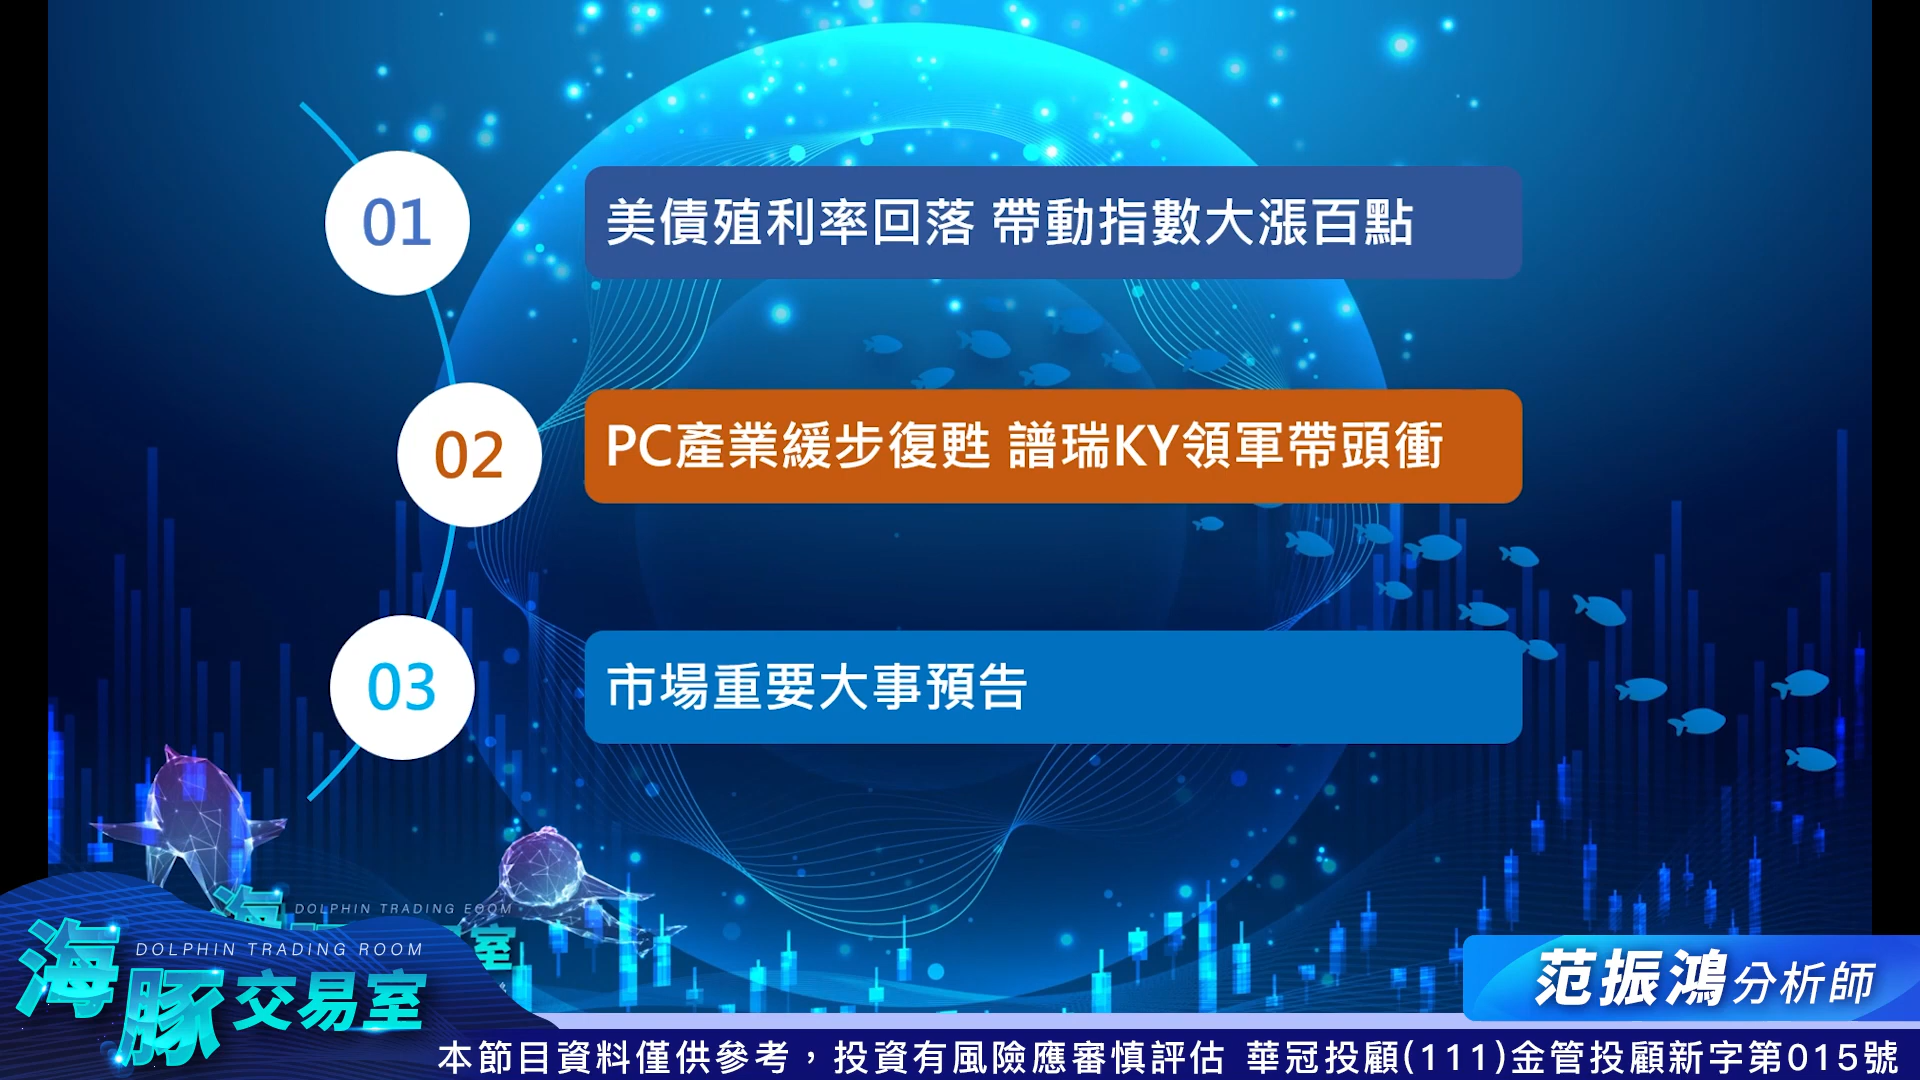 01
美債殖利率回落 帶動指數大漲百點
02
PC產業緩步復甦 譜瑞KY領軍帶頭衝
03
市場重要大事預告
DOLPHIN TRADING ROOM
海
室
DOLPHIN TRADING ROOM
海豚交易室
范振鴻分析師
本節目資料僅供參考，投資有風險應審慎評估 華冠投顧(111)金管投顧新字第015號